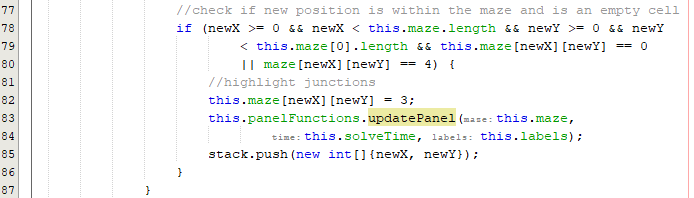 77 //check if new position is within the maze and is an empty cell
78 if (newX >= 0 && newX < this.maze.length && newY >= 0 && newY
79 < this.maze[0].length && this.maze[newX][newY] == 0
80 || maze[newX][newY] == 4) {
81 //highlight junctions
82 this.maze[newX][newY] = 3;
83 this.panelFunctions.updatePanel(maze: this.maze,
84 time: this.solveTime, labels: this.labels);
85 stack.push(new int[]{newX, newY});
86 }
87 }